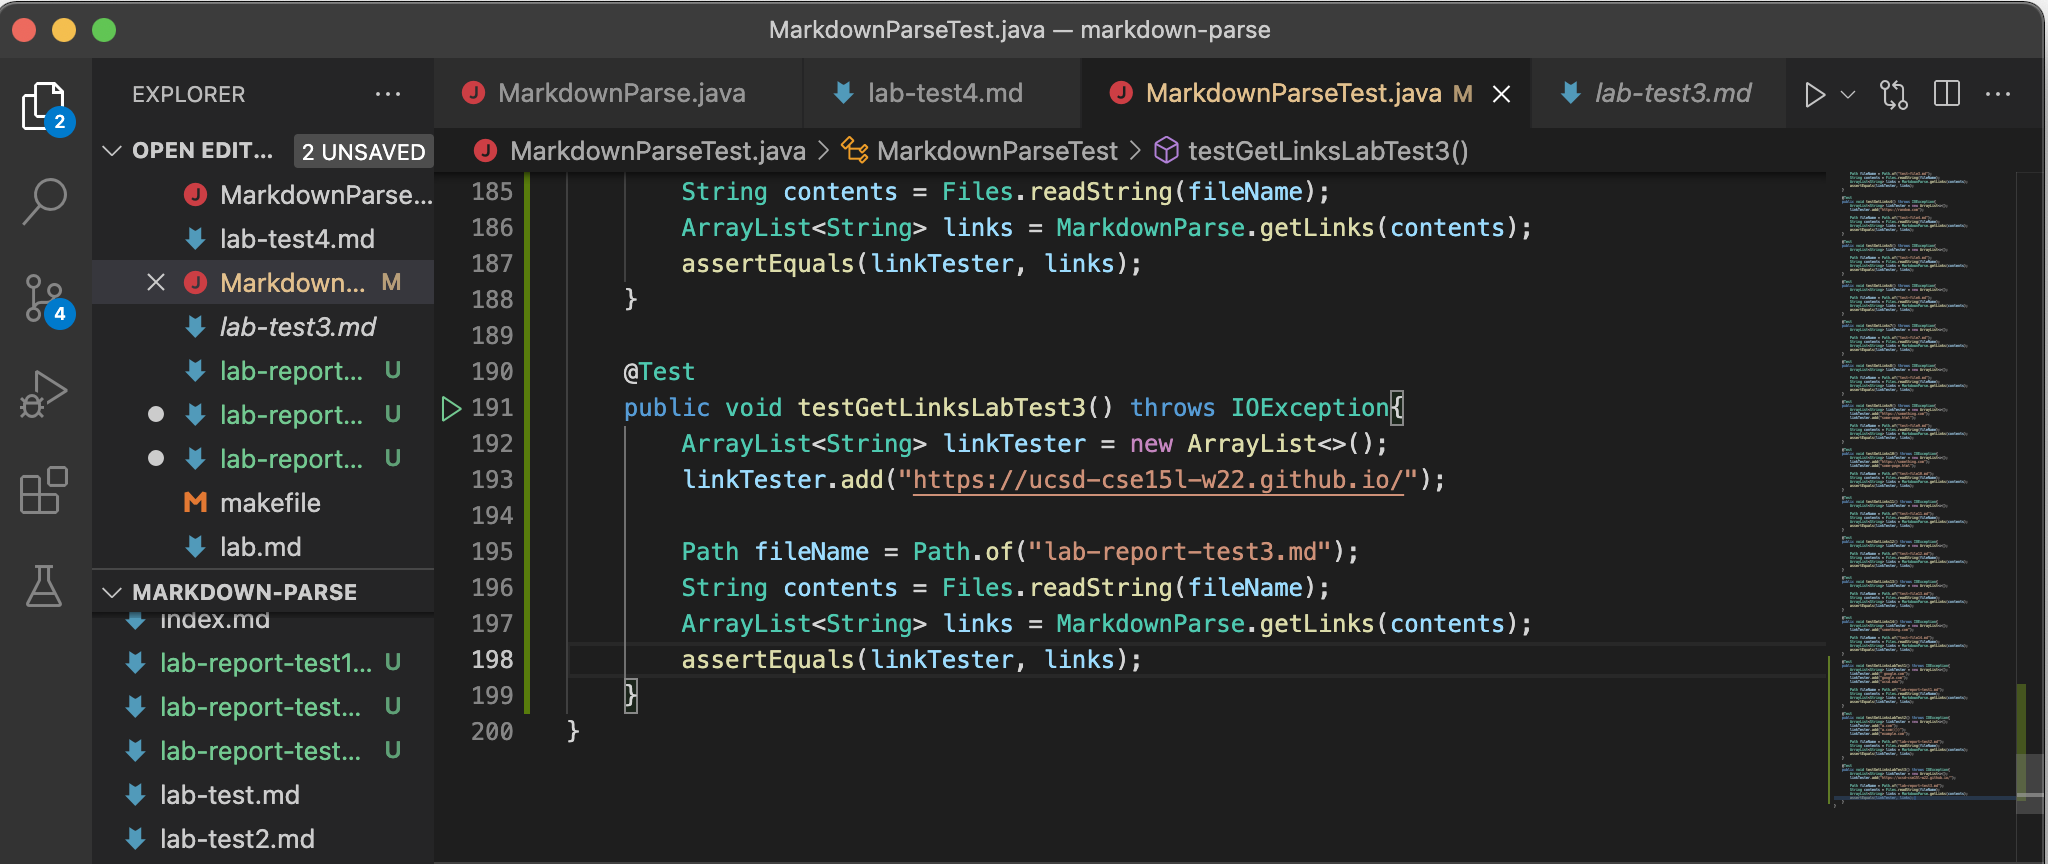 MarkdownParseTest.java — markdown-parse
EXPLORER ...
MarkdownParse.java
lab-test4.md
MarkdownParseTest.java M
lab-test3.md
2
OPEN EDIT... 2 UNSAVED
MarkdownParse...
lab-test4.md
Markdown... M
lab-test3.md
lab-report... U
lab-report... U
lab-report... U
makefile
lab.md
4
MARKDOWN-PARSE
index.md
lab-report-test1... U
lab-report-test... U
lab-report-test... U
lab-test.md
lab-test2.md
MarkdownParseTest.java > MarkdownParseTest > testGetLinksLabTest3()
185 String contents = Files.readString(fileName);
186 ArrayList<String> links = MarkdownParse.getLinks(contents);
187 assertEquals(linkTester, links);
188 }
189
190 @Test
191 public void testGetLinksLabTest3() throws IOException{
192 ArrayList<String> linkTester = new ArrayList<>();
193 linkTester.add("https://ucsd-cse15l-w22.github.io/");
194
195 Path fileName = Path.of("lab-report-test3.md");
196 String contents = Files.readString(fileName);
197 ArrayList<String> links = MarkdownParse.getLinks(contents);
198 assertEquals(linkTester, links);
199 }
200 }